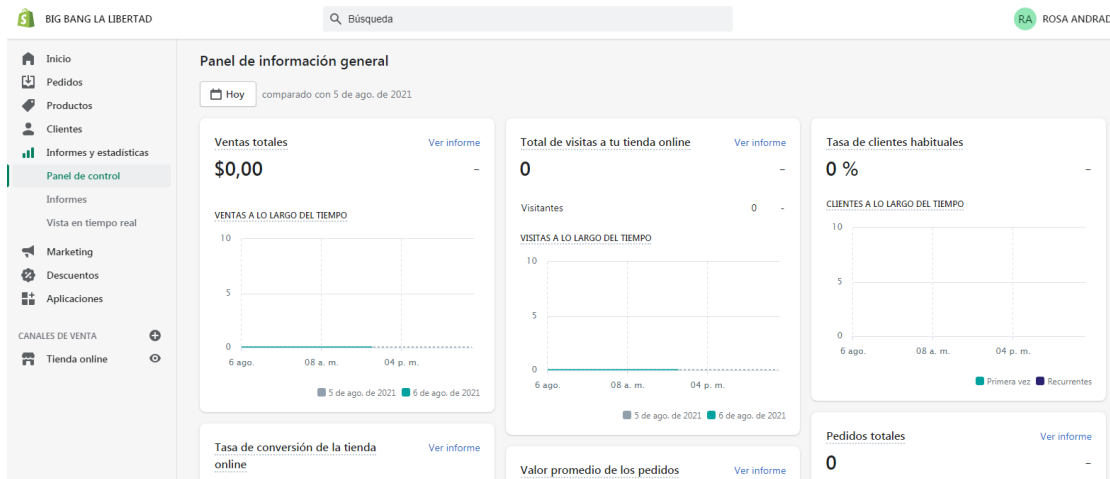 BIG BANG LA LIBERTAD
Búsqueda
RA ROSA ANDRAD
Inicio
Pedidos
Productos
Clientes
Informes y estadísticas
Panel de control
Informes
Vista en tiempo real
Marketing
Descuentos
Aplicaciones
CANALES DE VENTA
Tienda online
Panel de información general
Hoy comparado con 5 de ago. de 2021
Ventas totales Ver informe
$0,00 -
VENTAS A LO LARGO DEL TIEMPO
10
5
0
6 ago. 08 a. m. 04 p. m.
5 de ago. de 2021 6 de ago. de 2021
Tasa de conversión de la tienda Ver informe
online
Total de visitas a tu tienda online Ver informe
0 -
Visitantes 0 -
VISITAS A LO LARGO DEL TIEMPO
10
5
0
6 ago. 08 a. m. 04 p. m.
5 de ago. de 2021 6 de ago. de 2021
Valor promedio de los pedidos Ver informe
Tasa de clientes habituales
0 % -
CLIENTES A LO LARGO DEL TIEMPO
10
5
0
6 ago. 08 a. m. 04 p. m.
Primera vez Recurrentes
Pedidos totales Ver informe
0 -